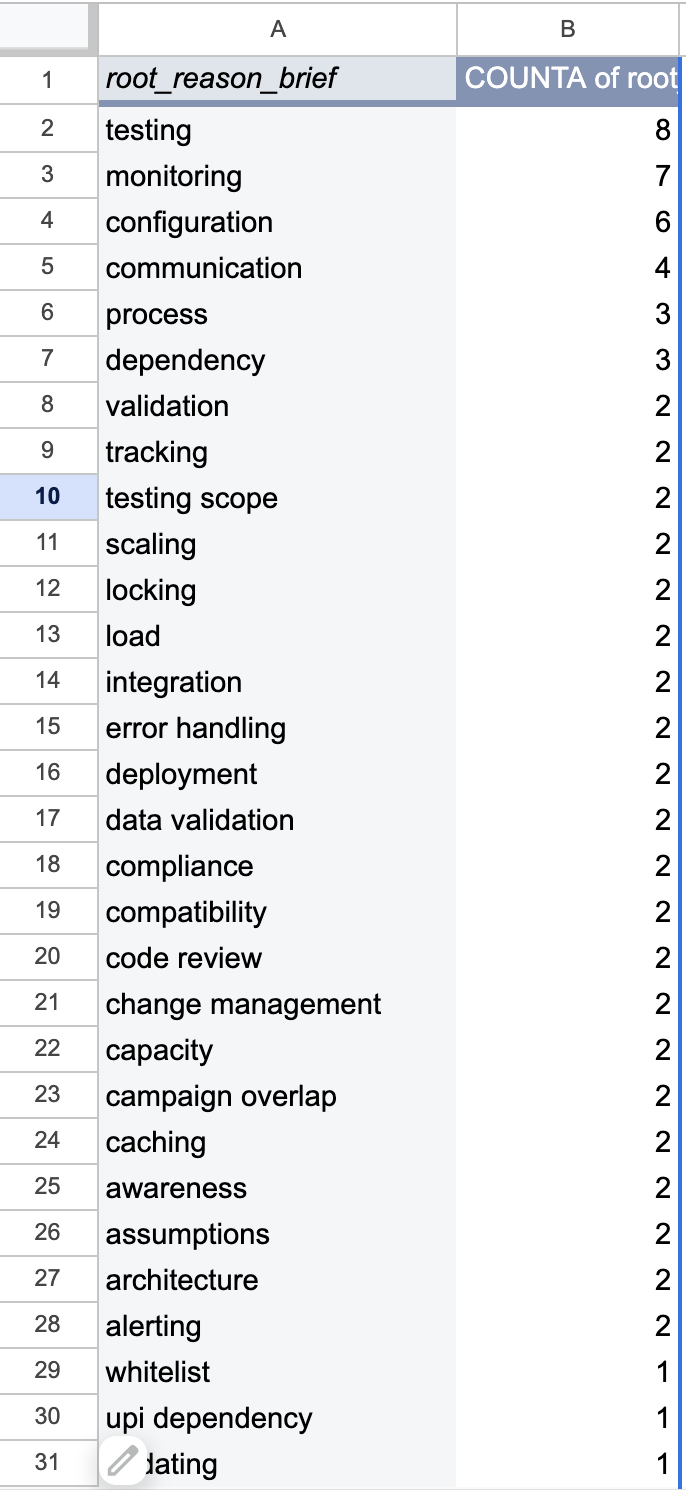 A B
1 root_reason_brief COUNTA of root
2 testing 8
3 monitoring 7
4 configuration 6
5 communication 4
6 process 3
7 dependency 3
8 validation 2
9 tracking 2
10 testing scope 2
11 scaling 2
12 locking 2
13 load 2
14 integration 2
15 error handling 2
16 deployment 2
17 data validation 2
18 compliance 2
19 compatibility 2
20 code review 2
21 change management 2
22 capacity 2
23 campaign overlap 2
24 caching 2
25 awareness 2
26 assumptions 2
27 architecture 2
28 alerting 2
29 whitelist 1
30 upi dependency 1
31 1